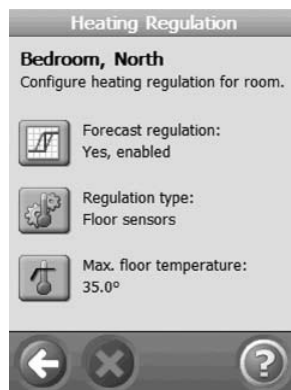 Heating Regulation
Bedroom, North
Configure heating regulation for room.
Forecast regulation:
Yes, enabled
Regulation type:
Floor sensors
Max. floor temperature:
35.0°
?